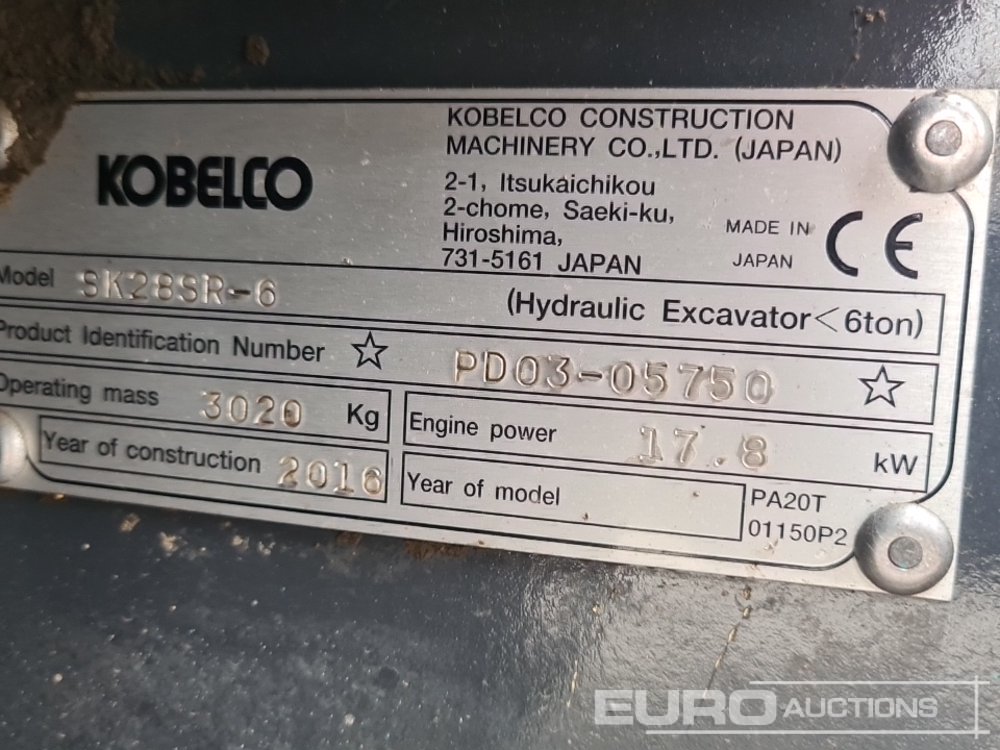 KOBELCO
KOBELCO CONSTRUCTION
MACHINERY CO.,LTD. (JAPAN)
2-1, Itsukaichikou
2-chome, Saeki-ku,
Hiroshima,
731-5161 JAPAN
MADE IN
JAPAN
CE
Model SK28SR-6 (Hydraulic Excavator<6ton)
Product Identification Number ☆ PD03-05750 ☆
Operating mass 3020 Kg
Engine power 17.8 kW
Year of construction 2016
Year of model
PA20T
01150P2
EURO AUCTIONS